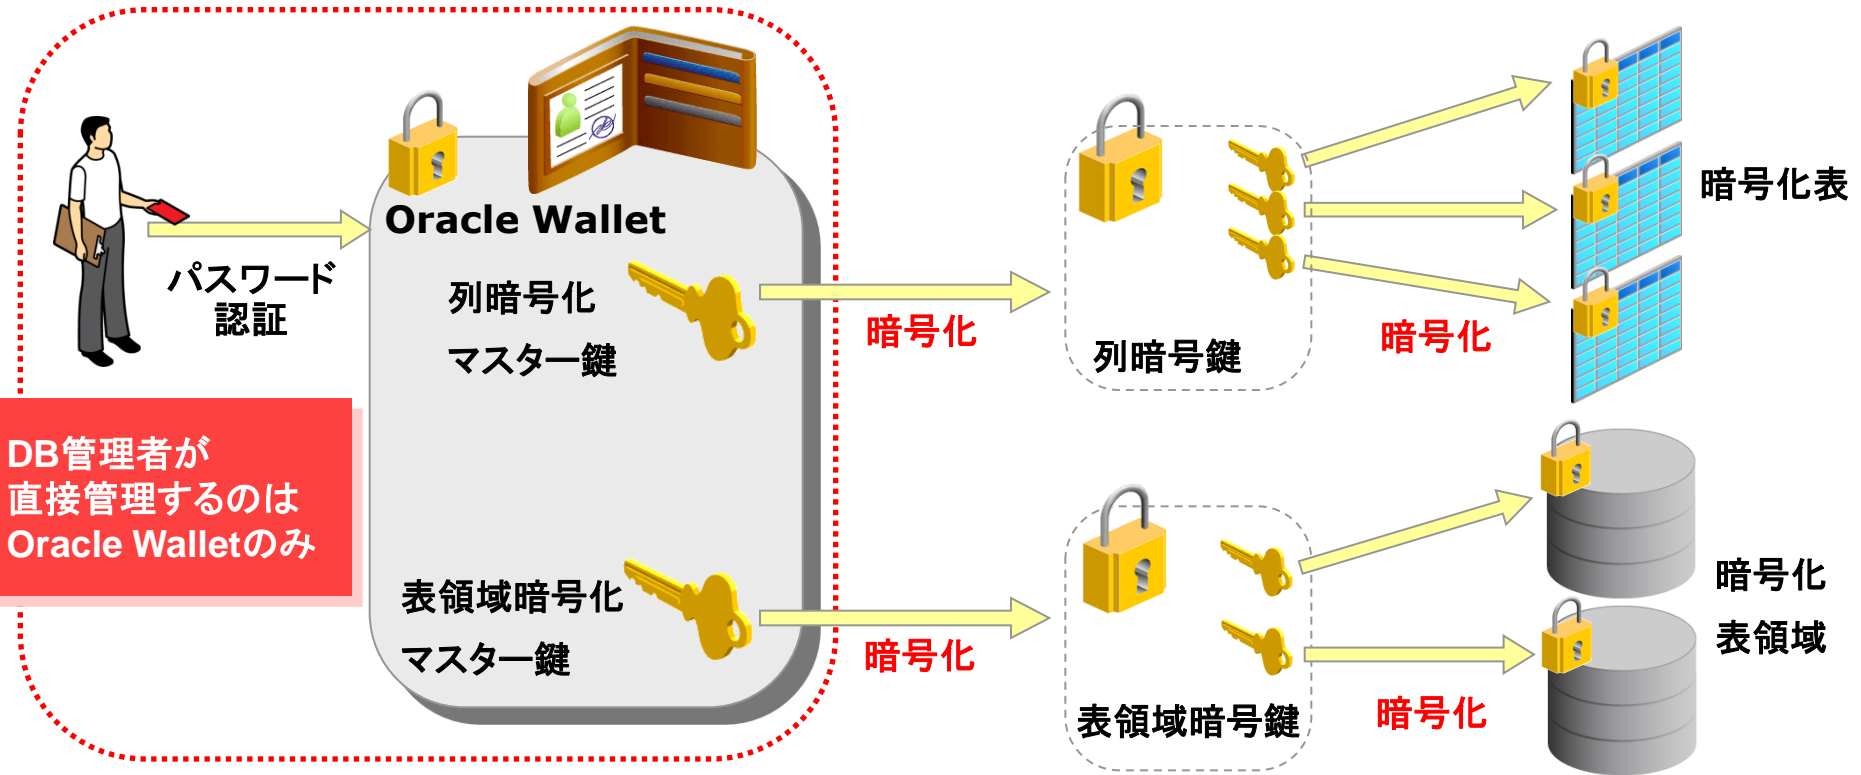 Oracle Wallet
パスワード
認証
列暗号化
マスター鍵
暗号化
列暗号鍵
暗号化
暗号化表
DB管理者が
直接管理するのは
Oracle Walletのみ
表領域暗号化
マスター鍵
暗号化
表領域暗号鍵
暗号化
暗号化
表領域